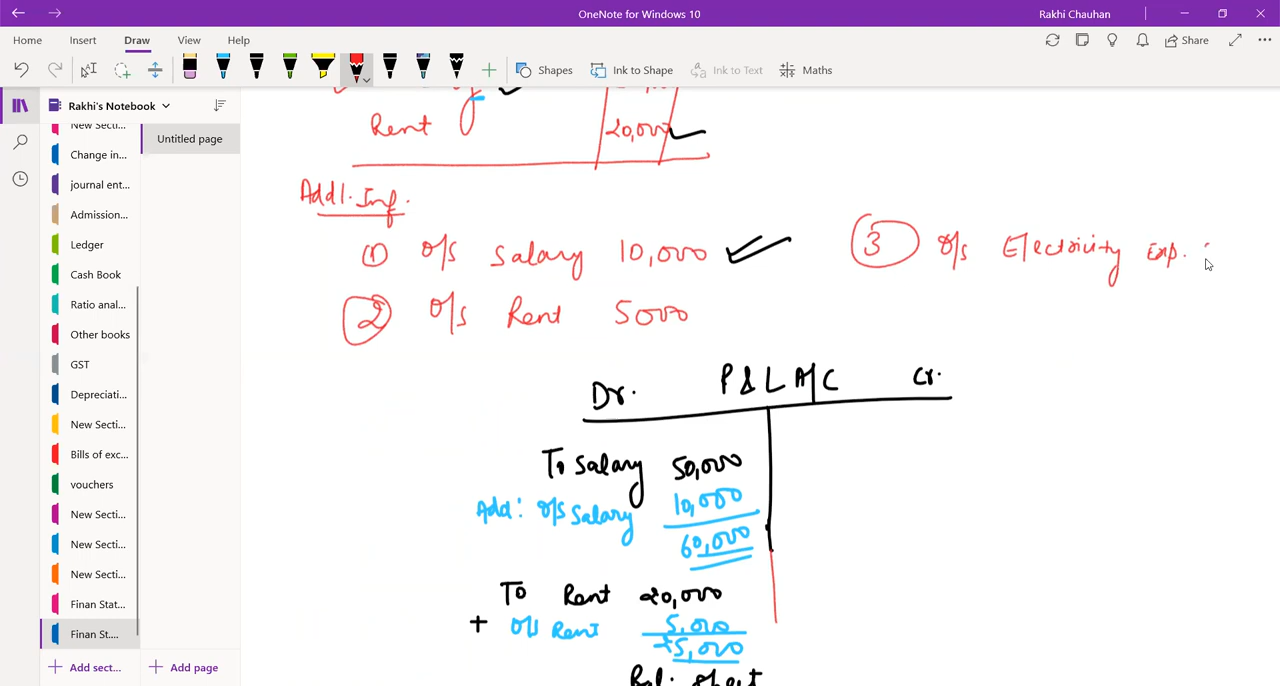 OneNote for Windows 10
Rakhi Chauhan
Home Insert Draw View Help
Share
Shapes
Ink to Shape
Ink to Text
Maths
Rakhi's Notebook
New Secti...
Change in...
journal ent...
Admission...
Ledger
Cash Book
Ratio anal...
Other books
GST
Depreciati...
New Secti...
Bills of exc...
vouchers
New Secti...
New Secti...
New Secti...
Finan Stat...
Finan St....
Add sect...
Add page
Untitled page
Rent 20,000
Addl. Inf.
① o/s Salary 10,000
② o/s Rent 5000
③ o/s Electricity Exp.
Dr. P & L A/C Cr.
To Salary 50,000
Add: o/s Salary 10,000
60,000
To Rent 20,000
+ o/s Rent 5,000
25,000
Bal. Sheet